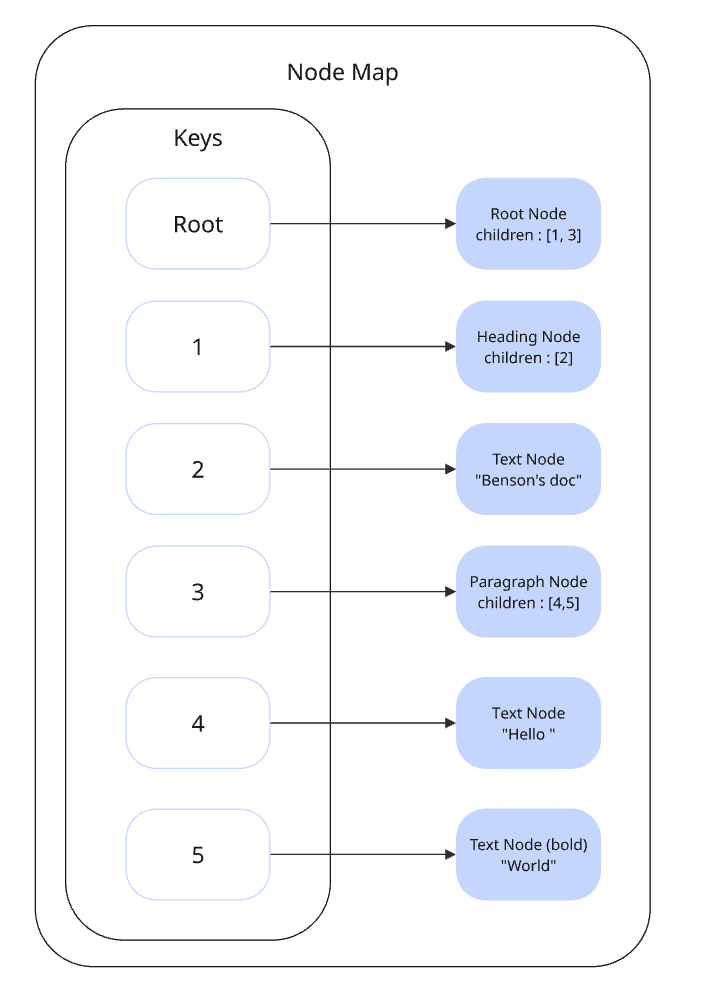 Node Map
Keys
Root
Root Node
children : [1, 3]
1
Heading Node
children : [2]
2
Text Node
"Benson's doc"
3
Paragraph Node
children : [4,5]
4
Text Node
"Hello "
5
Text Node (bold)
"World"